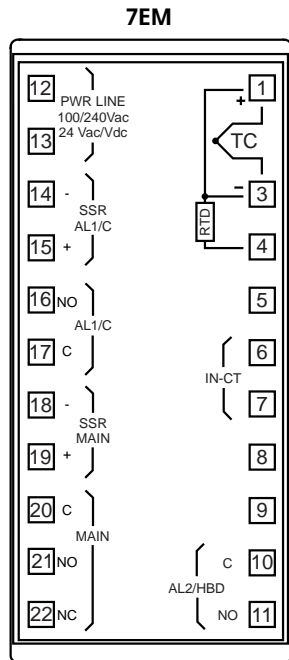 7EM
12
PWR LINE
100/240Vac
24 Vac/Vdc
13
14 -
SSR
AL1/C
15 +
16 NO
AL1/C
17 C
18 -
SSR
MAIN
19 +
20 C
MAIN
21 NO
22 NC
1
+
TC
-
3
RTD
4
5
6
IN-CT
7
8
9
C 10
AL2/HBD
NO 11